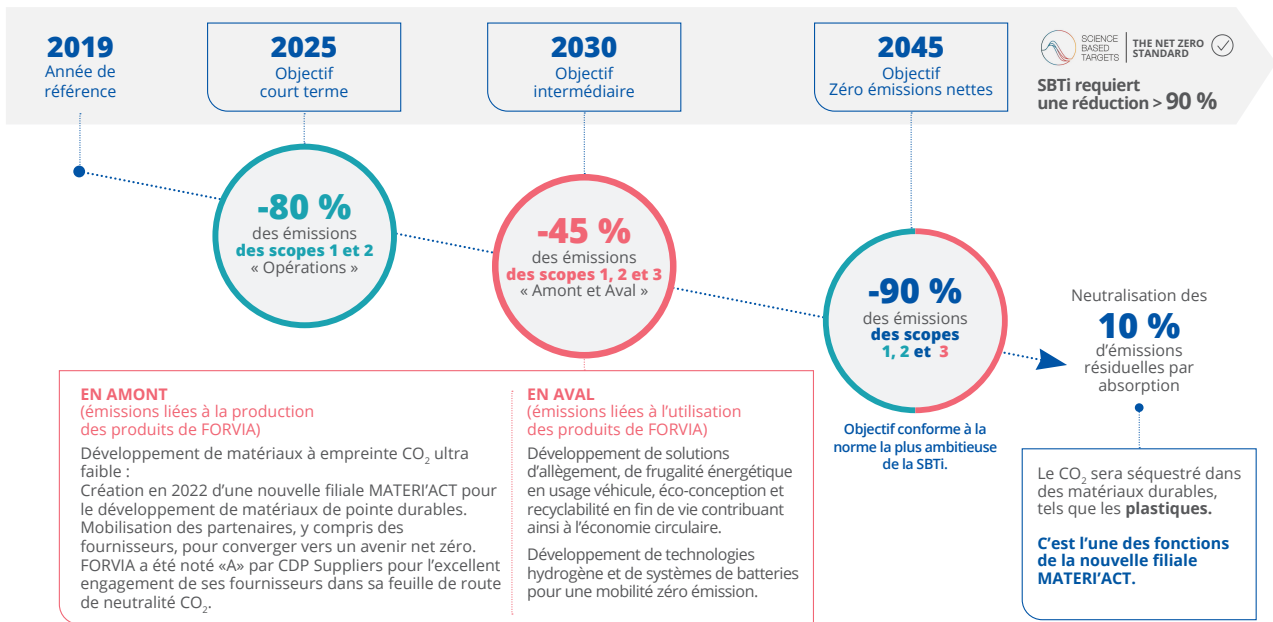 2019
Année de
référence
2025
Objectif
court terme
2030
Objectif
intermédiaire
2045
Objectif
Zéro émissions nettes
SCIENCE
BASED
TARGETS
THE NET ZERO
STANDARD
SBTi requiert
une réduction > 90 %
-80 %
des émissions
des scopes 1 et 2
« Opérations »
-45 %
des émissions
des scopes 1, 2 et 3
« Amont et Aval »
-90 %
des émissions
des scopes
1, 2 et 3
Objectif conforme à la
norme la plus ambitieuse
de la SBTi.
Neutralisation des
10 %
d'émissions
résiduelles par
absorption
EN AMONT
(émissions liées à la production
des produits de FORVIA)
Développement de matériaux à empreinte CO₂ ultra
faible :
Création en 2022 d'une nouvelle filiale MATERI'ACT pour
le développement de matériaux de pointe durables.
Mobilisation des partenaires, y compris des
fournisseurs, pour converger vers un avenir net zéro.
FORVIA a été noté «A» par CDP Suppliers pour l'excellent
engagement de ses fournisseurs dans sa feuille de route
de neutralité CO₂.
EN AVAL
(émissions liées à l'utilisation
des produits de FORVIA)
Développement de solutions
d'allègement, de frugalité énergétique
en usage véhicule, éco-conception et
recyclabilité en fin de vie contribuant
ainsi à l'économie circulaire.
Développement de technologies
hydrogène et de systèmes de batteries
pour une mobilité zéro émission.
Le CO₂ sera séquestré dans
des matériaux durables,
tels que les plastiques.
C'est l'une des fonctions
de la nouvelle filiale
MATERI'ACT.